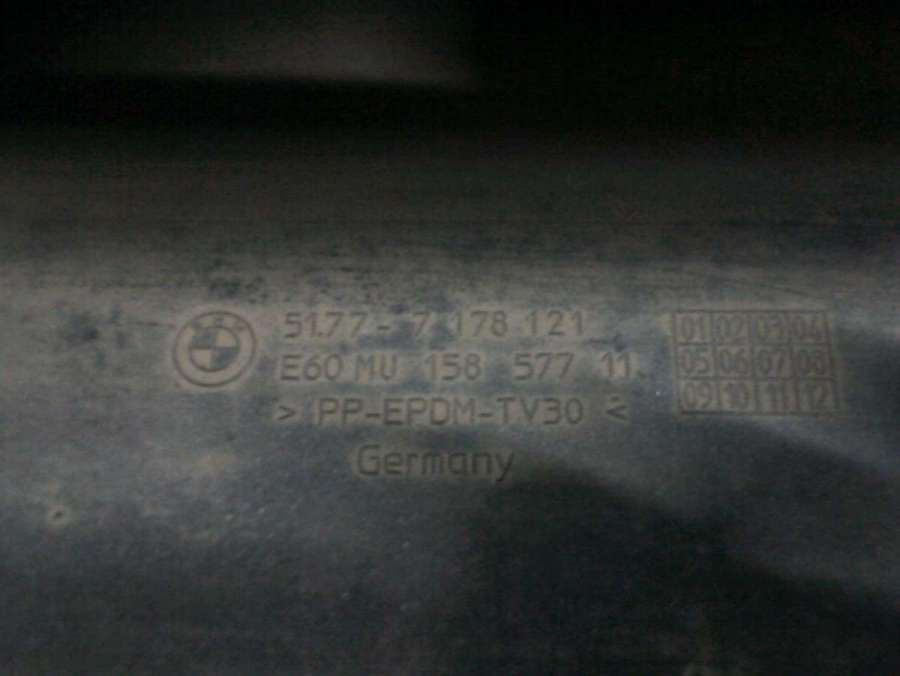 51.77 - 7 178 121
E60 MU 158 577 11
> PP-EPDM-TV30 <
Germany
01 02 03 04
05 06 07 08
09 10 11 12